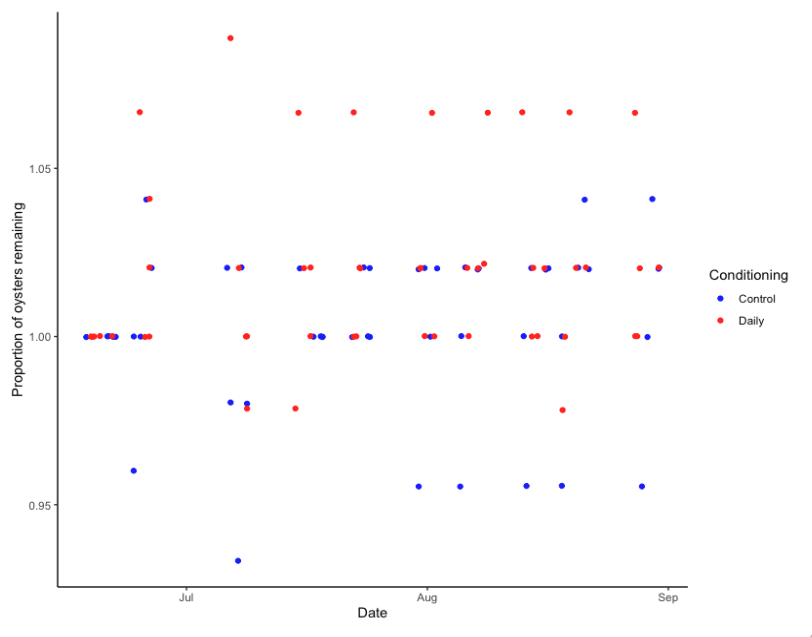 Proportion of oysters remaining
1.05
1.00
0.95
Jul
Aug
Sep
Date
Conditioning
Control
Daily